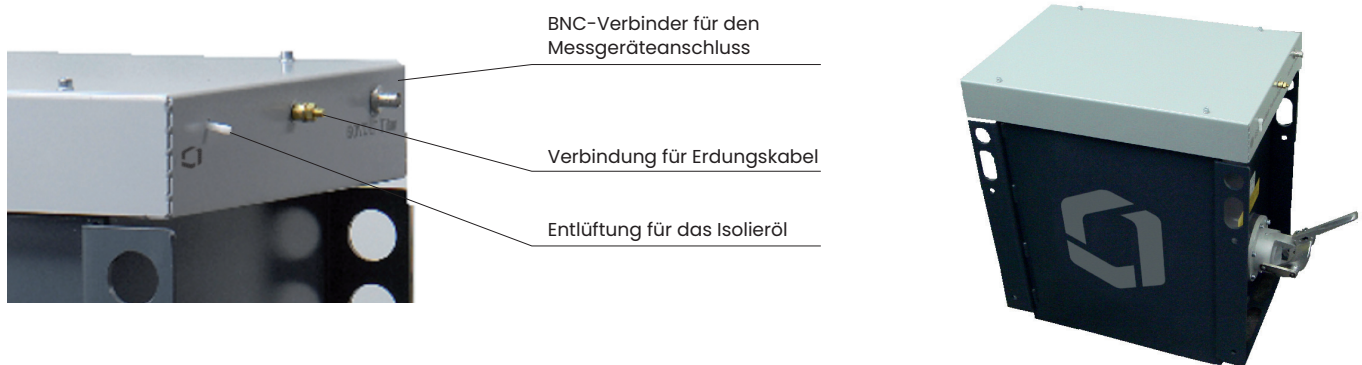 BNC-Verbinder für den
Messgeräteanschluss
Verbindung für Erdungskabel
Entlüftung für das Isolieröl